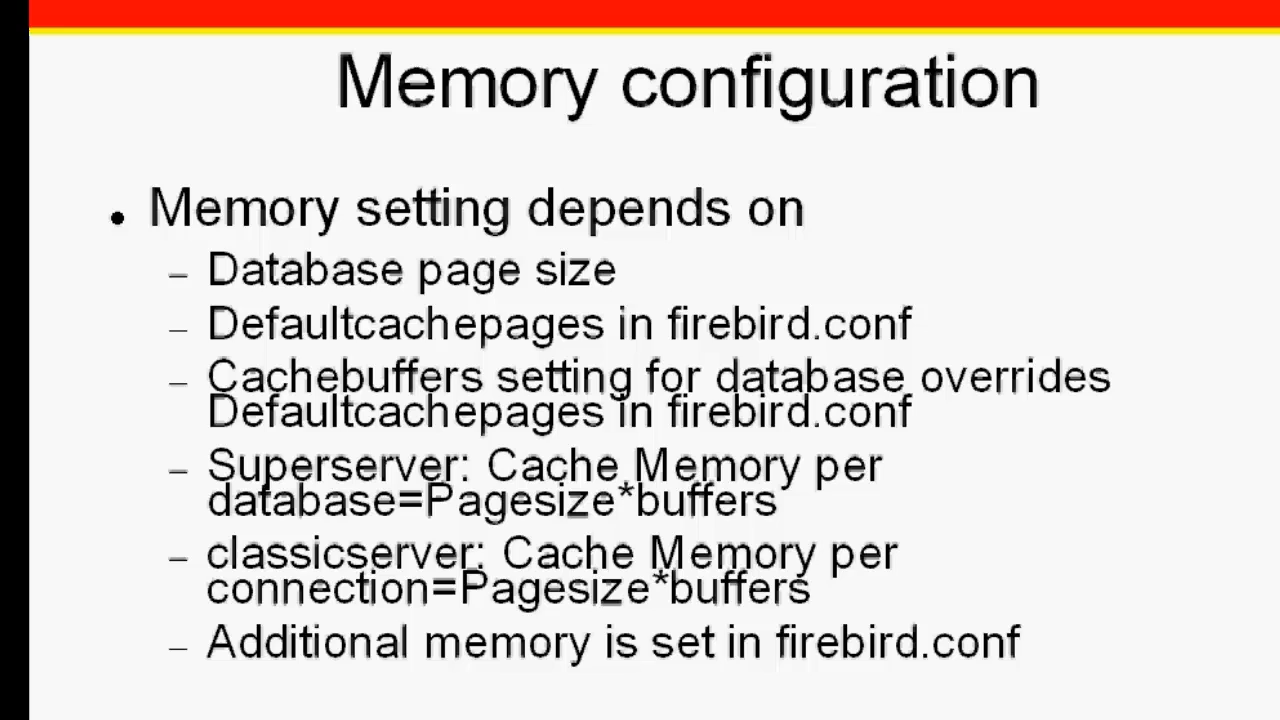 Memory configuration
• Memory setting depends on
– Database page size
– Defaultcachepages in firebird.conf
– Cachebuffers setting for database overrides
Defaultcachepages in firebird.conf
– Superserver: Cache Memory per
database=Pagesize*buffers
– classicserver: Cache Memory per
connection=Pagesize*buffers
– Additional memory is set in firebird.conf